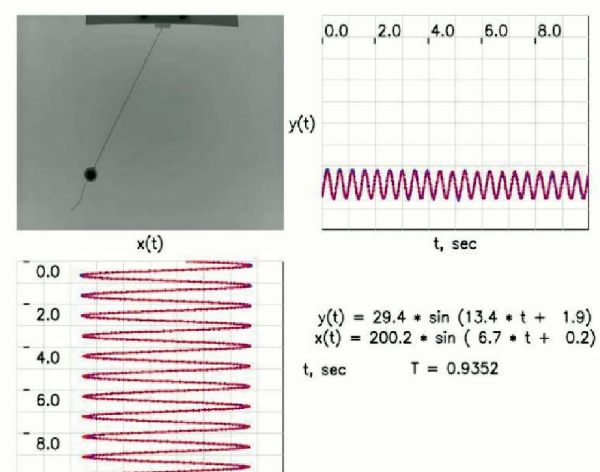 0.0 2.0 4.0 6.0 8.0
y(t)
x(t)
t, sec
0.0
2.0
4.0
6.0
8.0
y(t) = 29.4 * sin (13.4 * t + 1.9)
x(t) = 200.2 * sin ( 6.7 * t + 0.2)
t, sec T = 0.9352